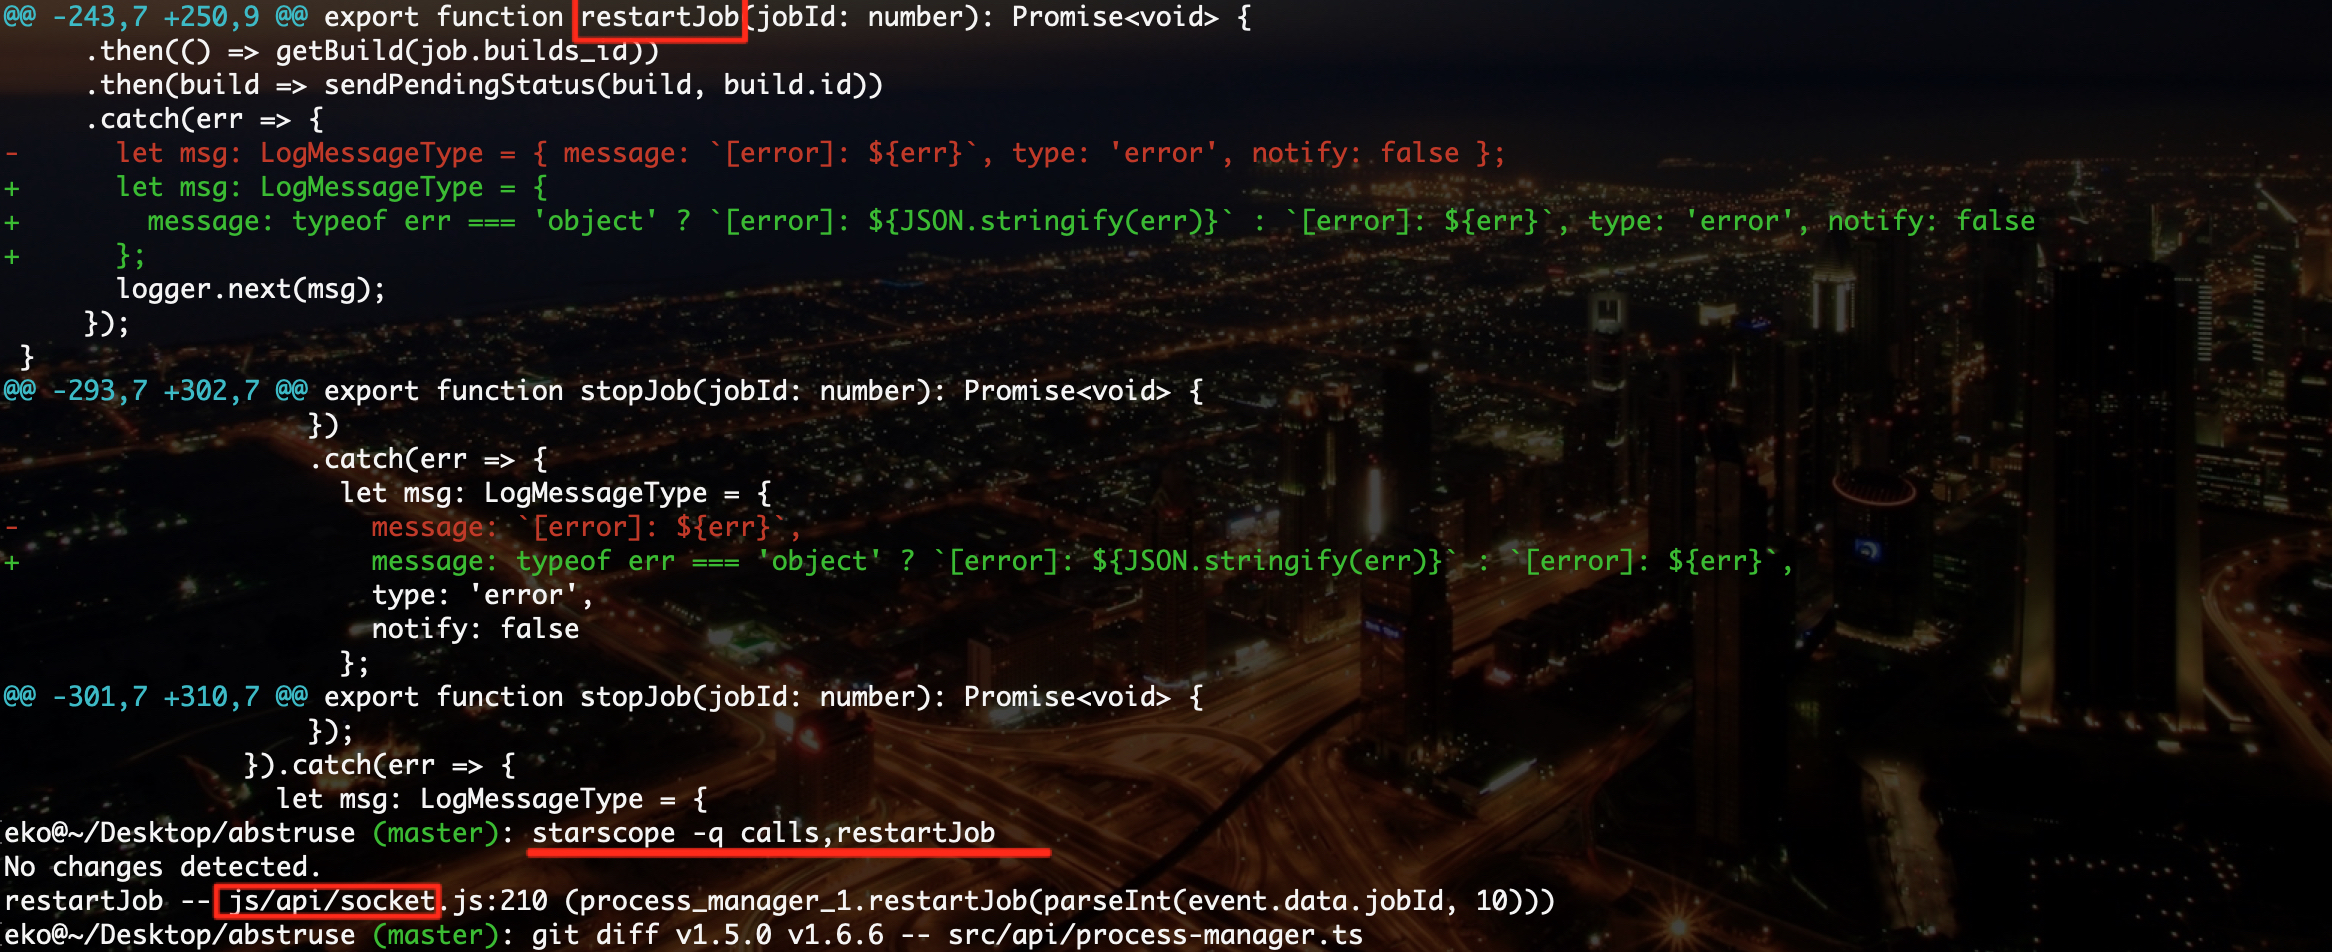 @@ -243,7 +250,9 @@ export function restartJob(jobId: number): Promise<void> {
     .then(() => getBuild(job.builds_id))
     .then(build => sendPendingStatus(build, build.id))
     .catch(err => {
-      let msg: LogMessageType = { message: `[error]: ${err}`, type: 'error', notify: false };
+      let msg: LogMessageType = {
+        message: typeof err === 'object' ? `[error]: ${JSON.stringify(err)}` : `[error]: ${err}`, type: 'error', notify: false
+      };
       logger.next(msg);
     });
 }
@@ -293,7 +302,7 @@ export function stopJob(jobId: number): Promise<void> {
                   })
                   .catch(err => {
                     let msg: LogMessageType = {
-                      message: `[error]: ${err}`,
+                      message: typeof err === 'object' ? `[error]: ${JSON.stringify(err)}` : `[error]: ${err}`,
                       type: 'error',
                       notify: false
                     };
@@ -301,7 +310,7 @@ export function stopJob(jobId: number): Promise<void> {
                   });
               }).catch(err => {
                 let msg: LogMessageType = {
[eko@~/Desktop/abstruse (master): starscope -q calls,restartJob
No changes detected.
restartJob -- js/api/socket.js:210 (process_manager_1.restartJob(parseInt(event.data.jobId, 10)))
[eko@~/Desktop/abstruse (master): git diff v1.5.0 v1.6.6 -- src/api/process-manager.ts